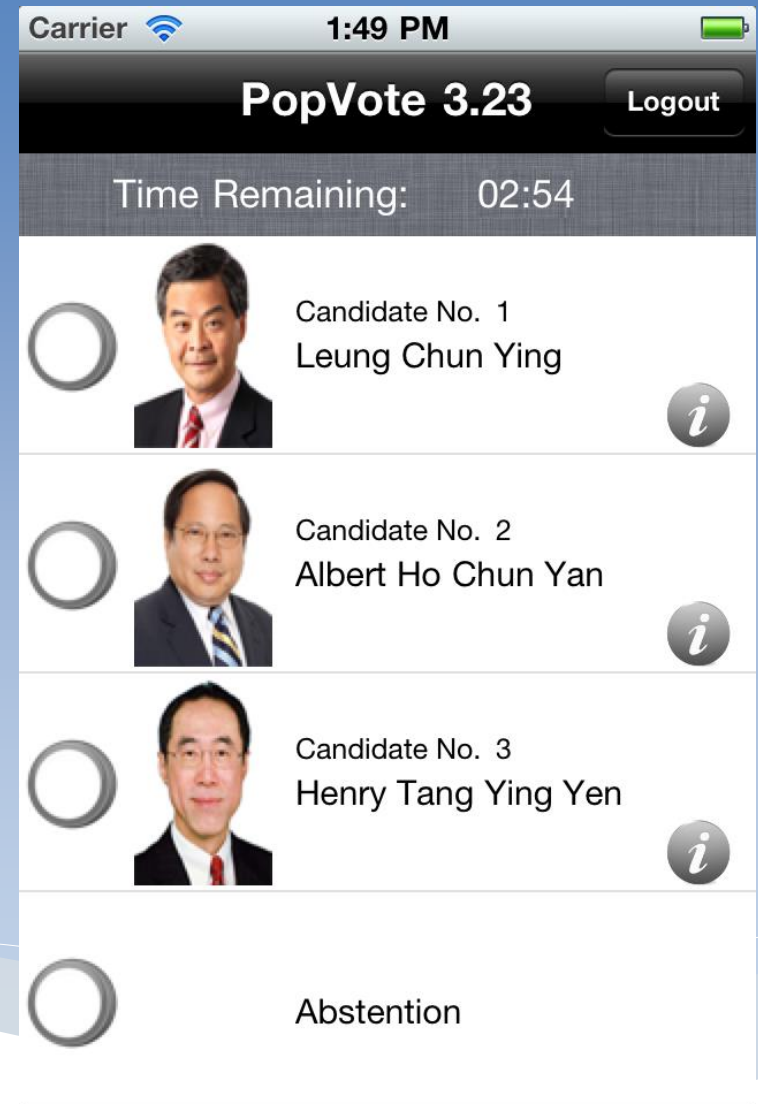 Carrier 1:49 PM
PopVote 3.23 Logout
Time Remaining: 02:54
Candidate No. 1
Leung Chun Ying
i
Candidate No. 2
Albert Ho Chun Yan
i
Candidate No. 3
Henry Tang Ying Yen
i
Abstention